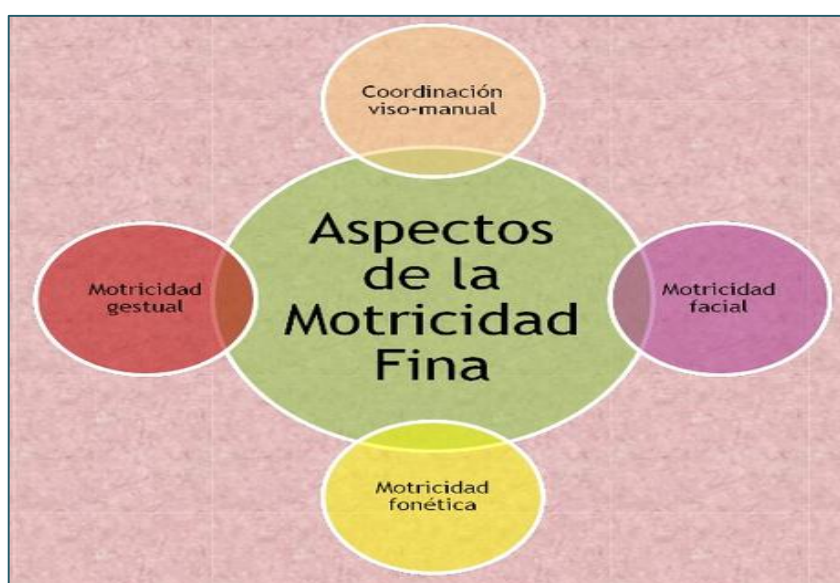 Coordinación
viso-manual
Aspectos
de la
Motricidad
Fina
Motricidad
gestual
Motricidad
facial
Motricidad
fonética